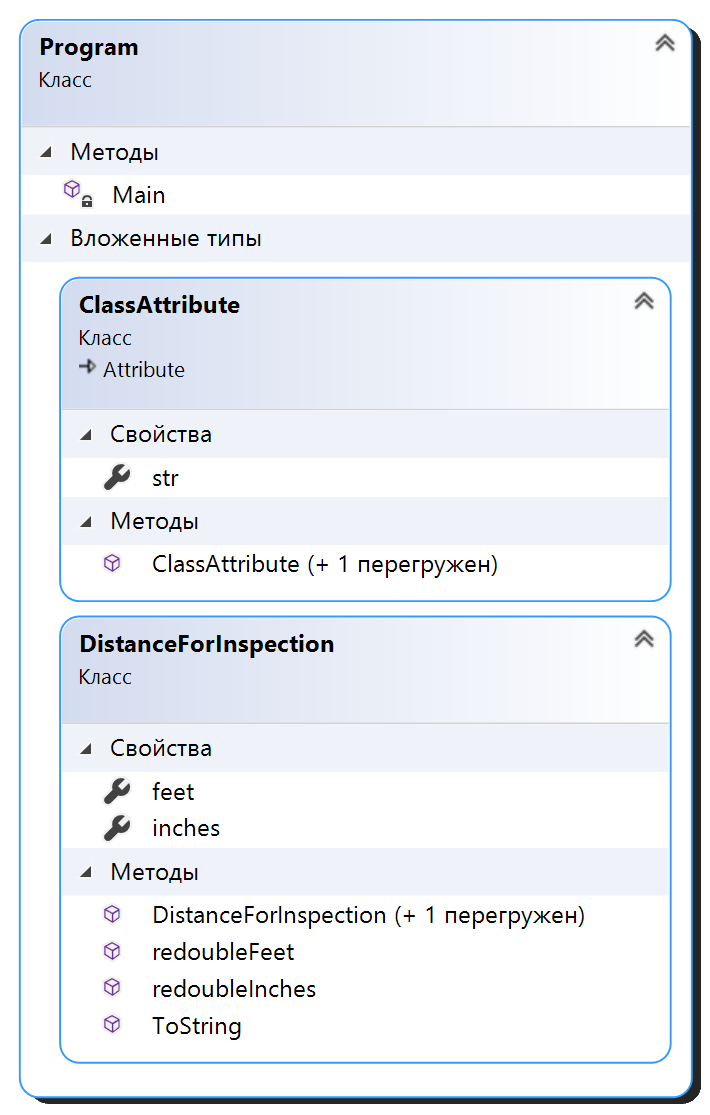 Program
Класс
Методы
Main
Вложенные типы
ClassAttribute
Класс
Attribute
Свойства
str
Методы
ClassAttribute (+ 1 перегружен)
DistanceForInspection
Класс
Свойства
feet
inches
Методы
DistanceForInspection (+ 1 перегружен)
redoubleFeet
redoubleInches
ToString